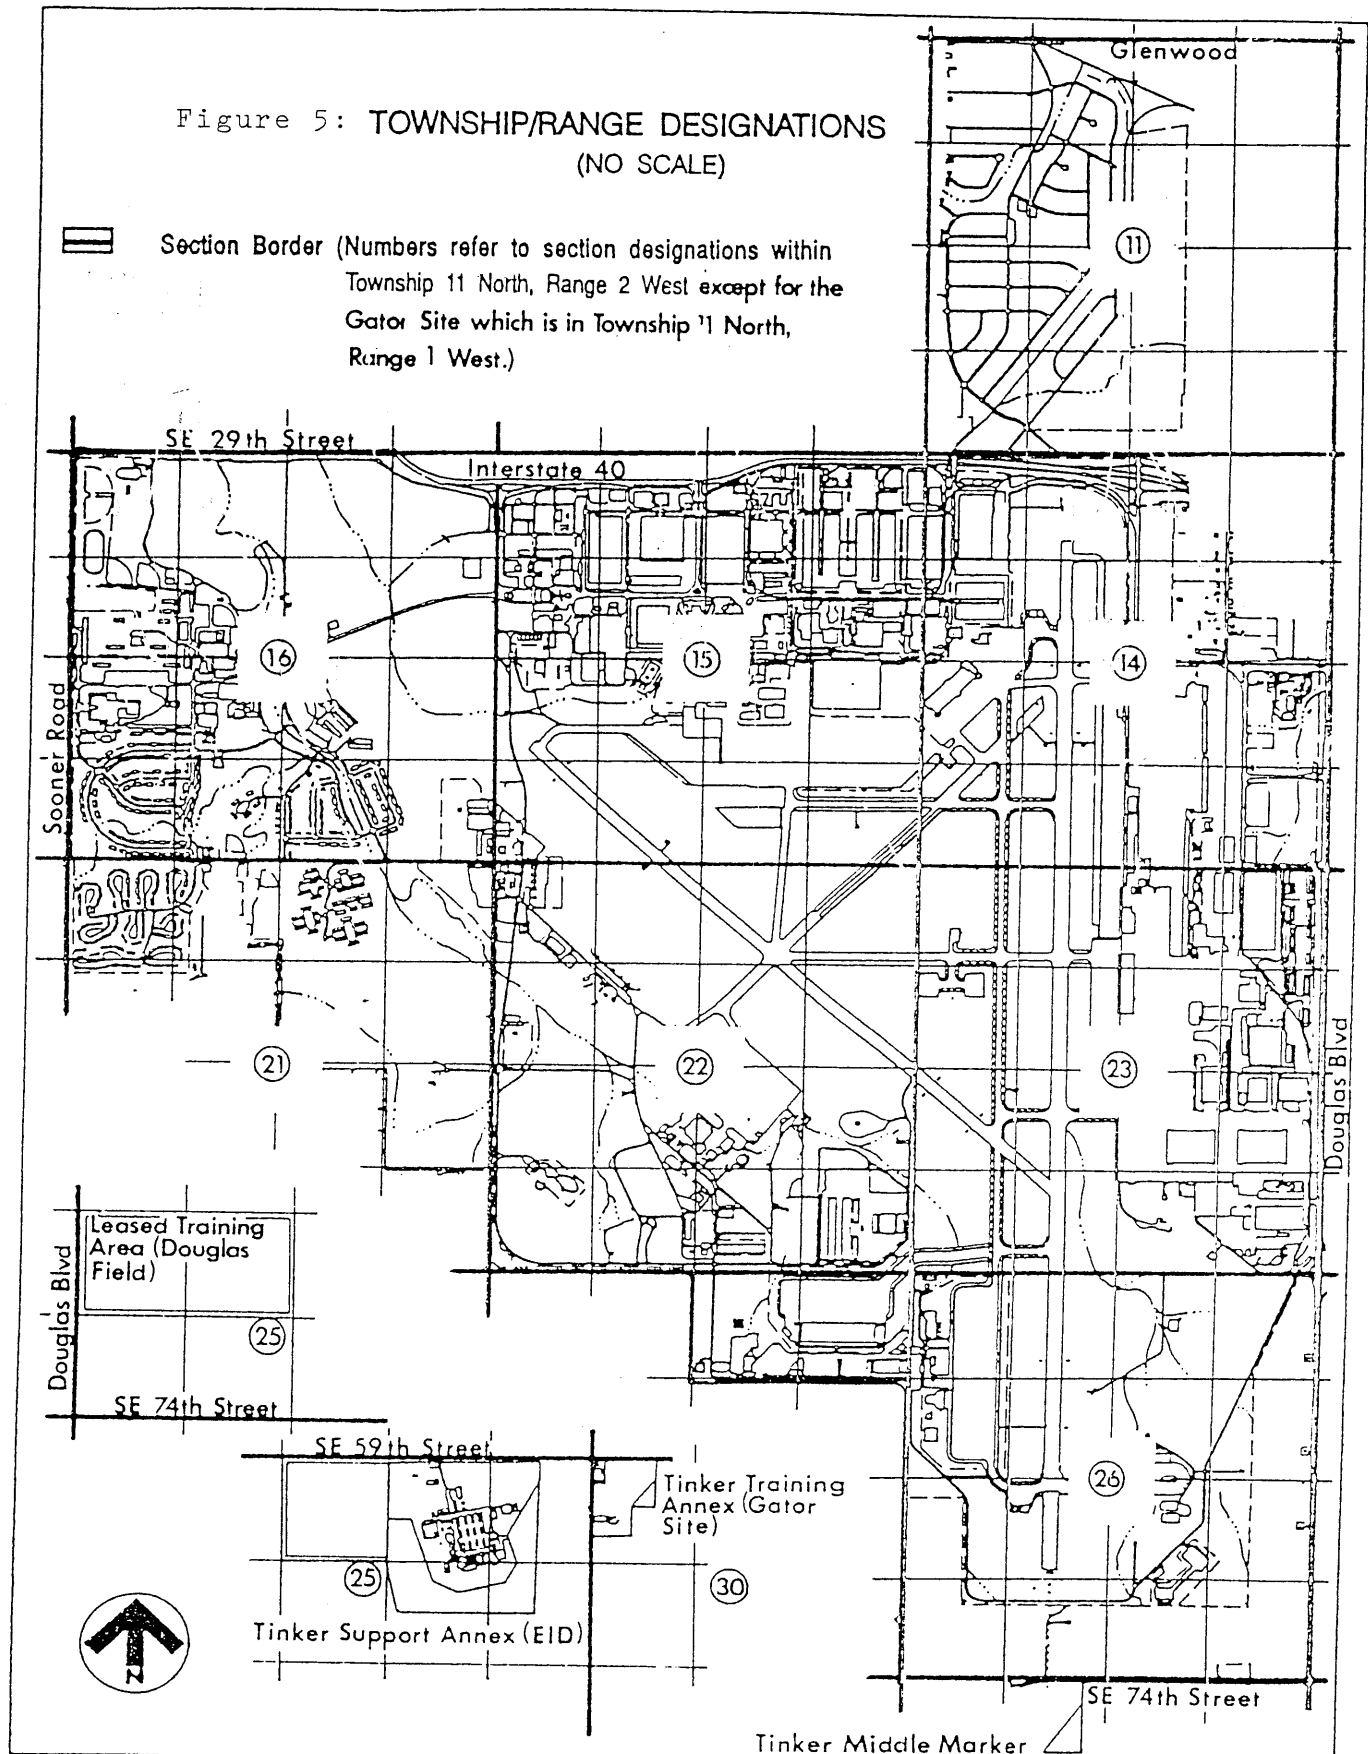 Glenwood
Figure 5: TOWNSHIP/RANGE DESIGNATIONS
(NO SCALE)
Section Border (Numbers refer to section designations within
Township 11 North, Range 2 West except for the
Gator Site which is in Township 11 North,
Range 1 West.)
11
SE 29th Street
Interstate 40
16
15
14
Sooner Road
21
22
23
Douglas Blvd
Leased Training
Area (Douglas
Field)
Douglas Blvd
25
SE 74th Street
SE 59th Street
Tinker Training
Annex (Gator
Site)
26
25
30
Tinker Support Annex (EID)
N
SE 74th Street
Tinker Middle Marker